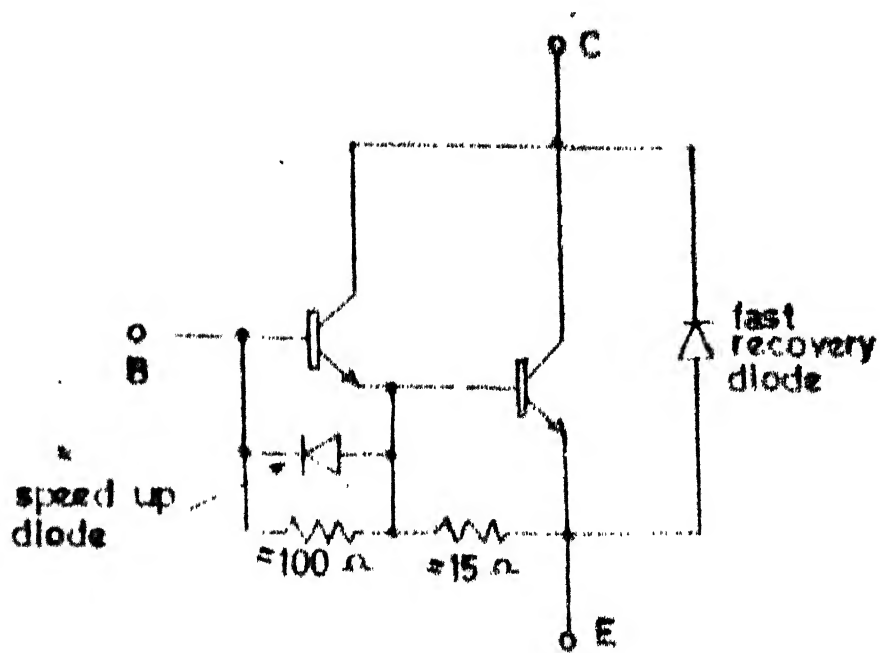 C
B
fast
recovery
diode
speed up
diode
≈100 Ω
≈15 Ω
E